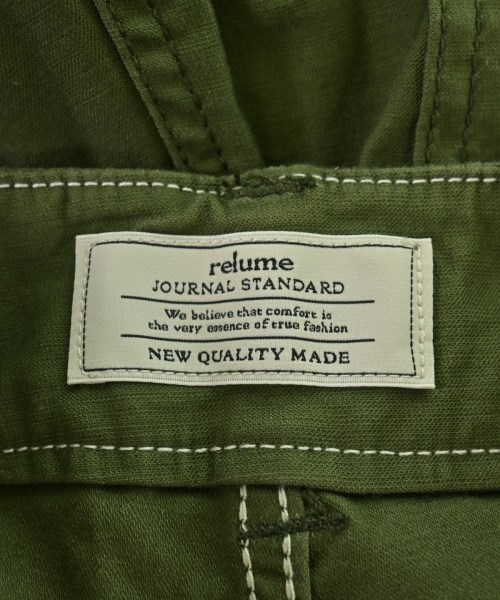 relume
JOURNAL STANDARD
We believe that comfort is
the very essence of true fashion
NEW QUALITY MADE